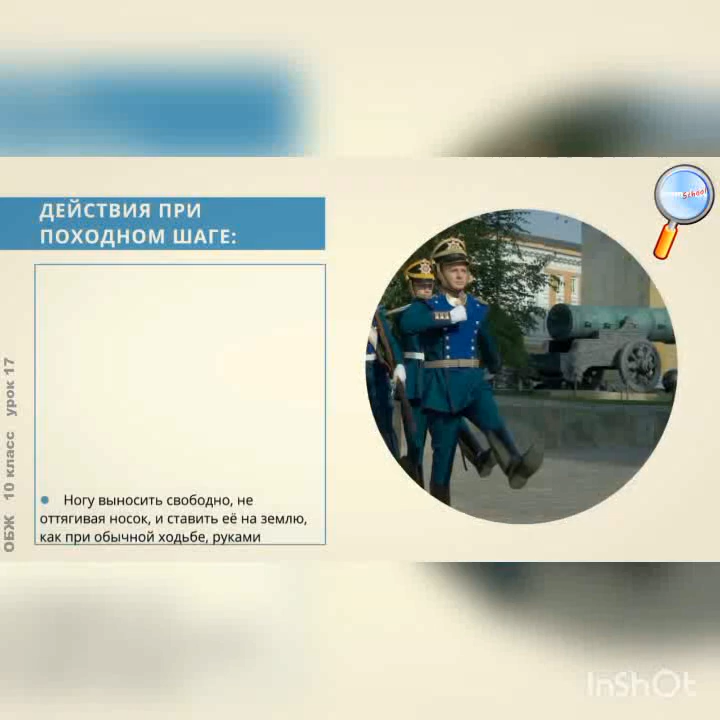 ДЕЙСТВИЯ ПРИ
ПОХОДНОМ ШАГЕ:
School
ОБЖ 10 класс урок 17
• Ногу выносить свободно, не
оттягивая носок, и ставить её на землю,
как при обычной ходьбе, руками
InShOt